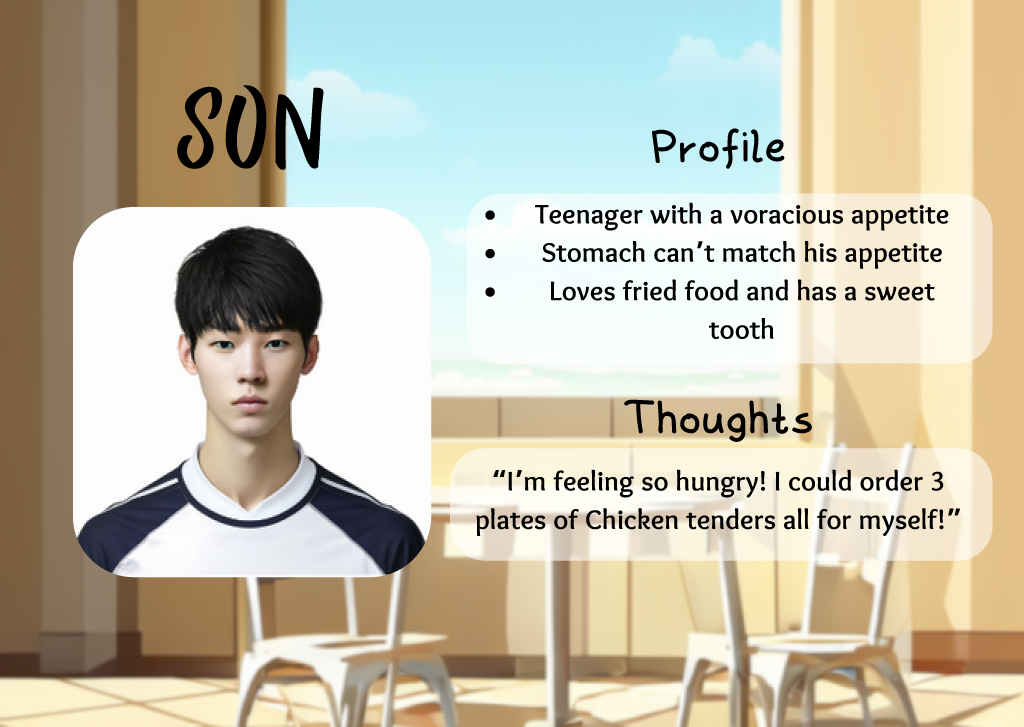 SON
Profile
• Teenager with a voracious appetite
• Stomach can't match his appetite
• Loves fried food and has a sweet
tooth
Thoughts
“I'm feeling so hungry! I could order 3
plates of Chicken tenders all for myself!”